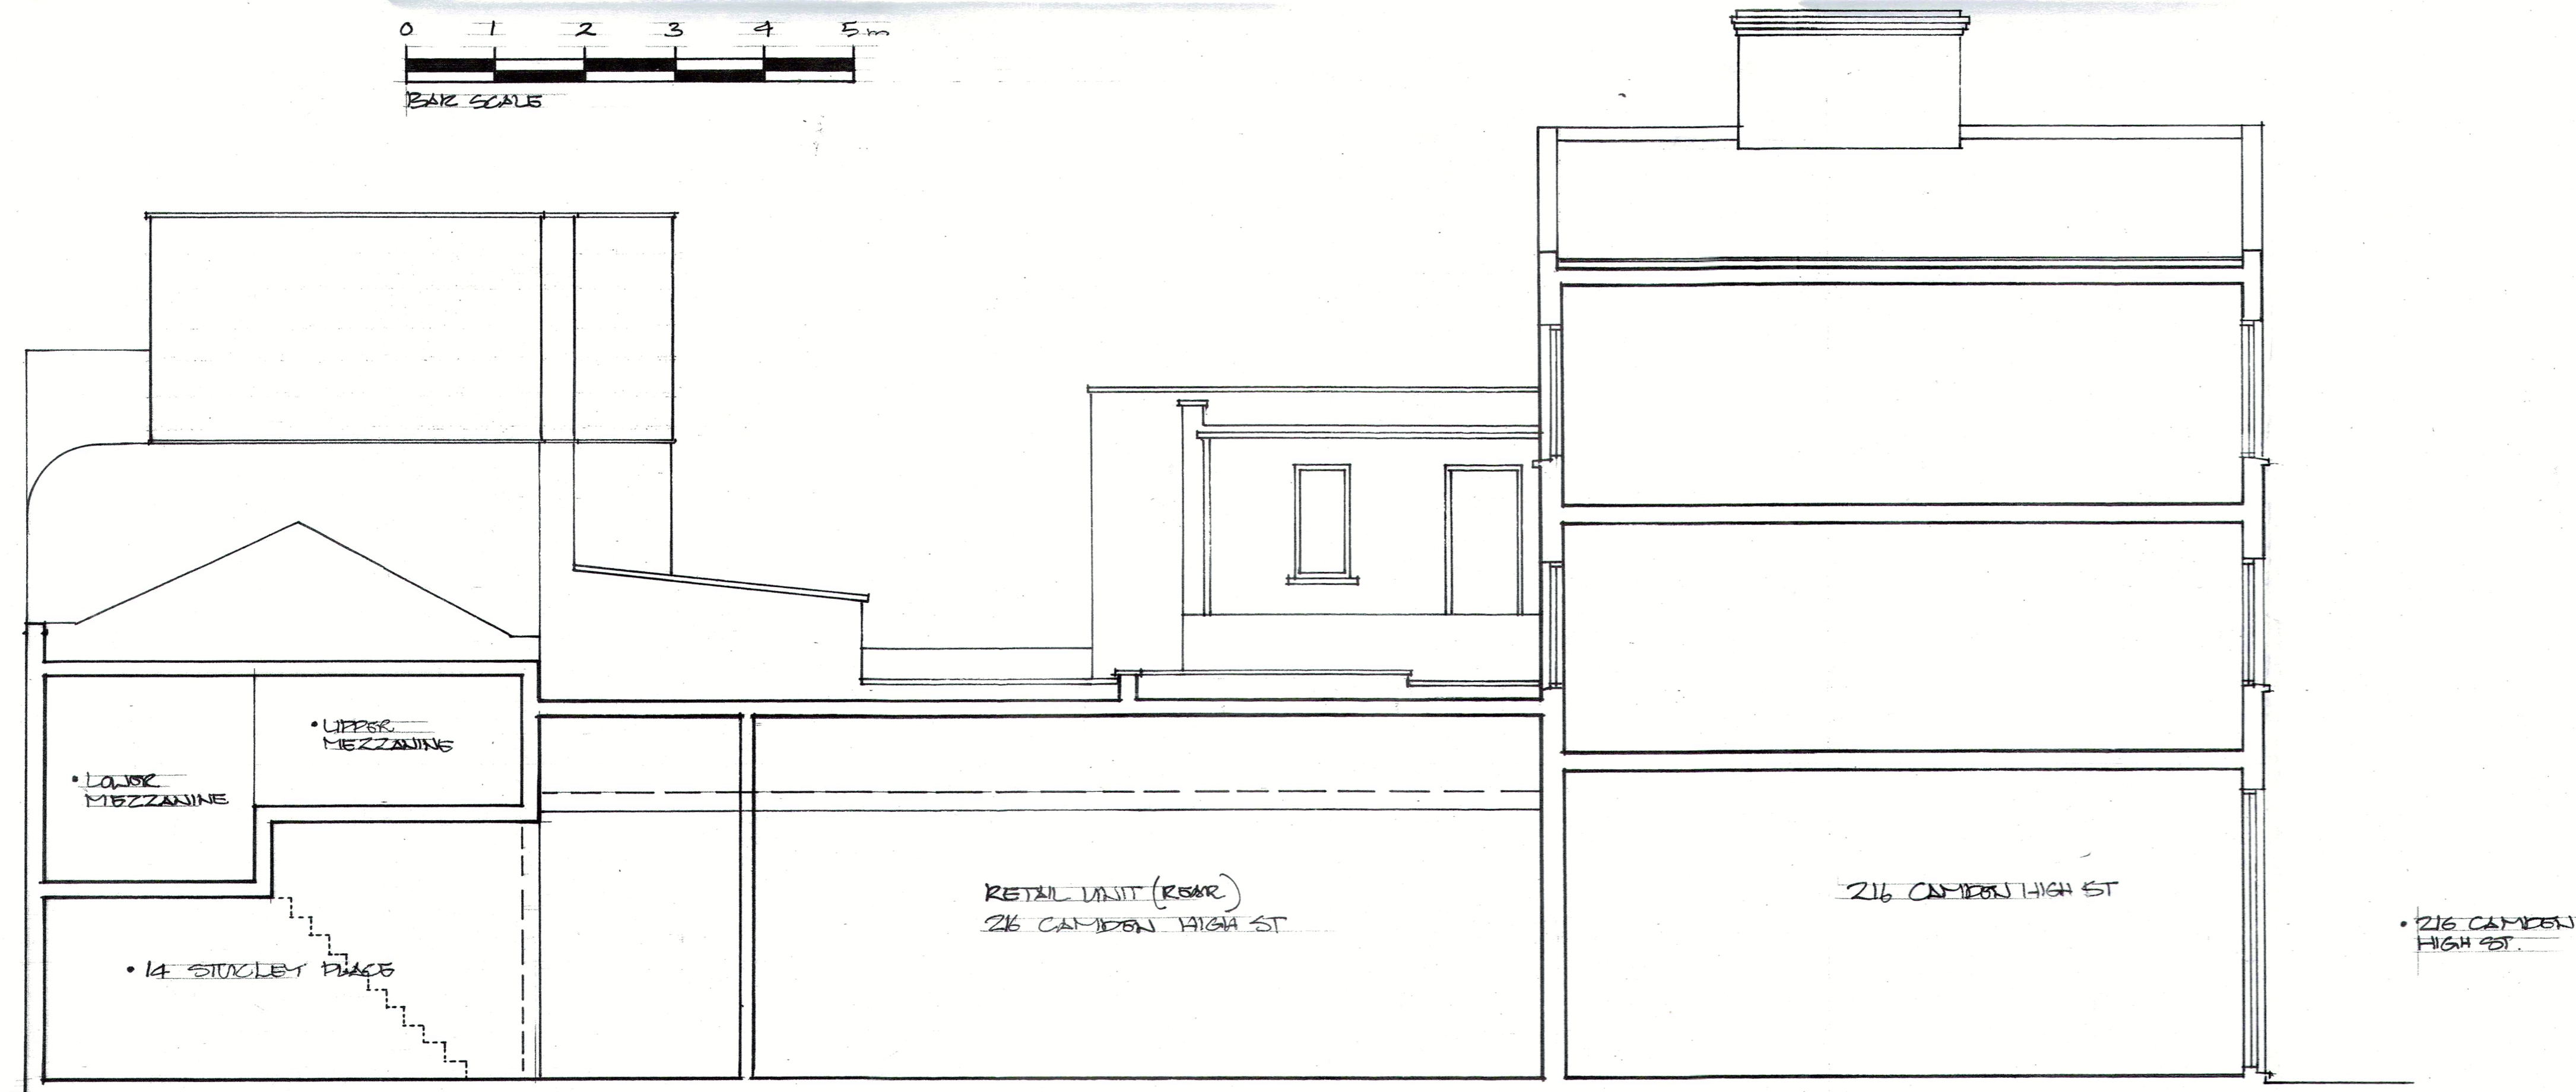 0 1 2 3 4 5m
BAR SCALE
• UPPER
MEZZANINE
• LOWER
MEZZANINE
RETAIL UNIT (REAR)
216 CAMDEN HIGH ST
216 CAMDEN HIGH ST
• 216 CAMDEN
HIGH ST.
• 14 STUCLEY PLACE